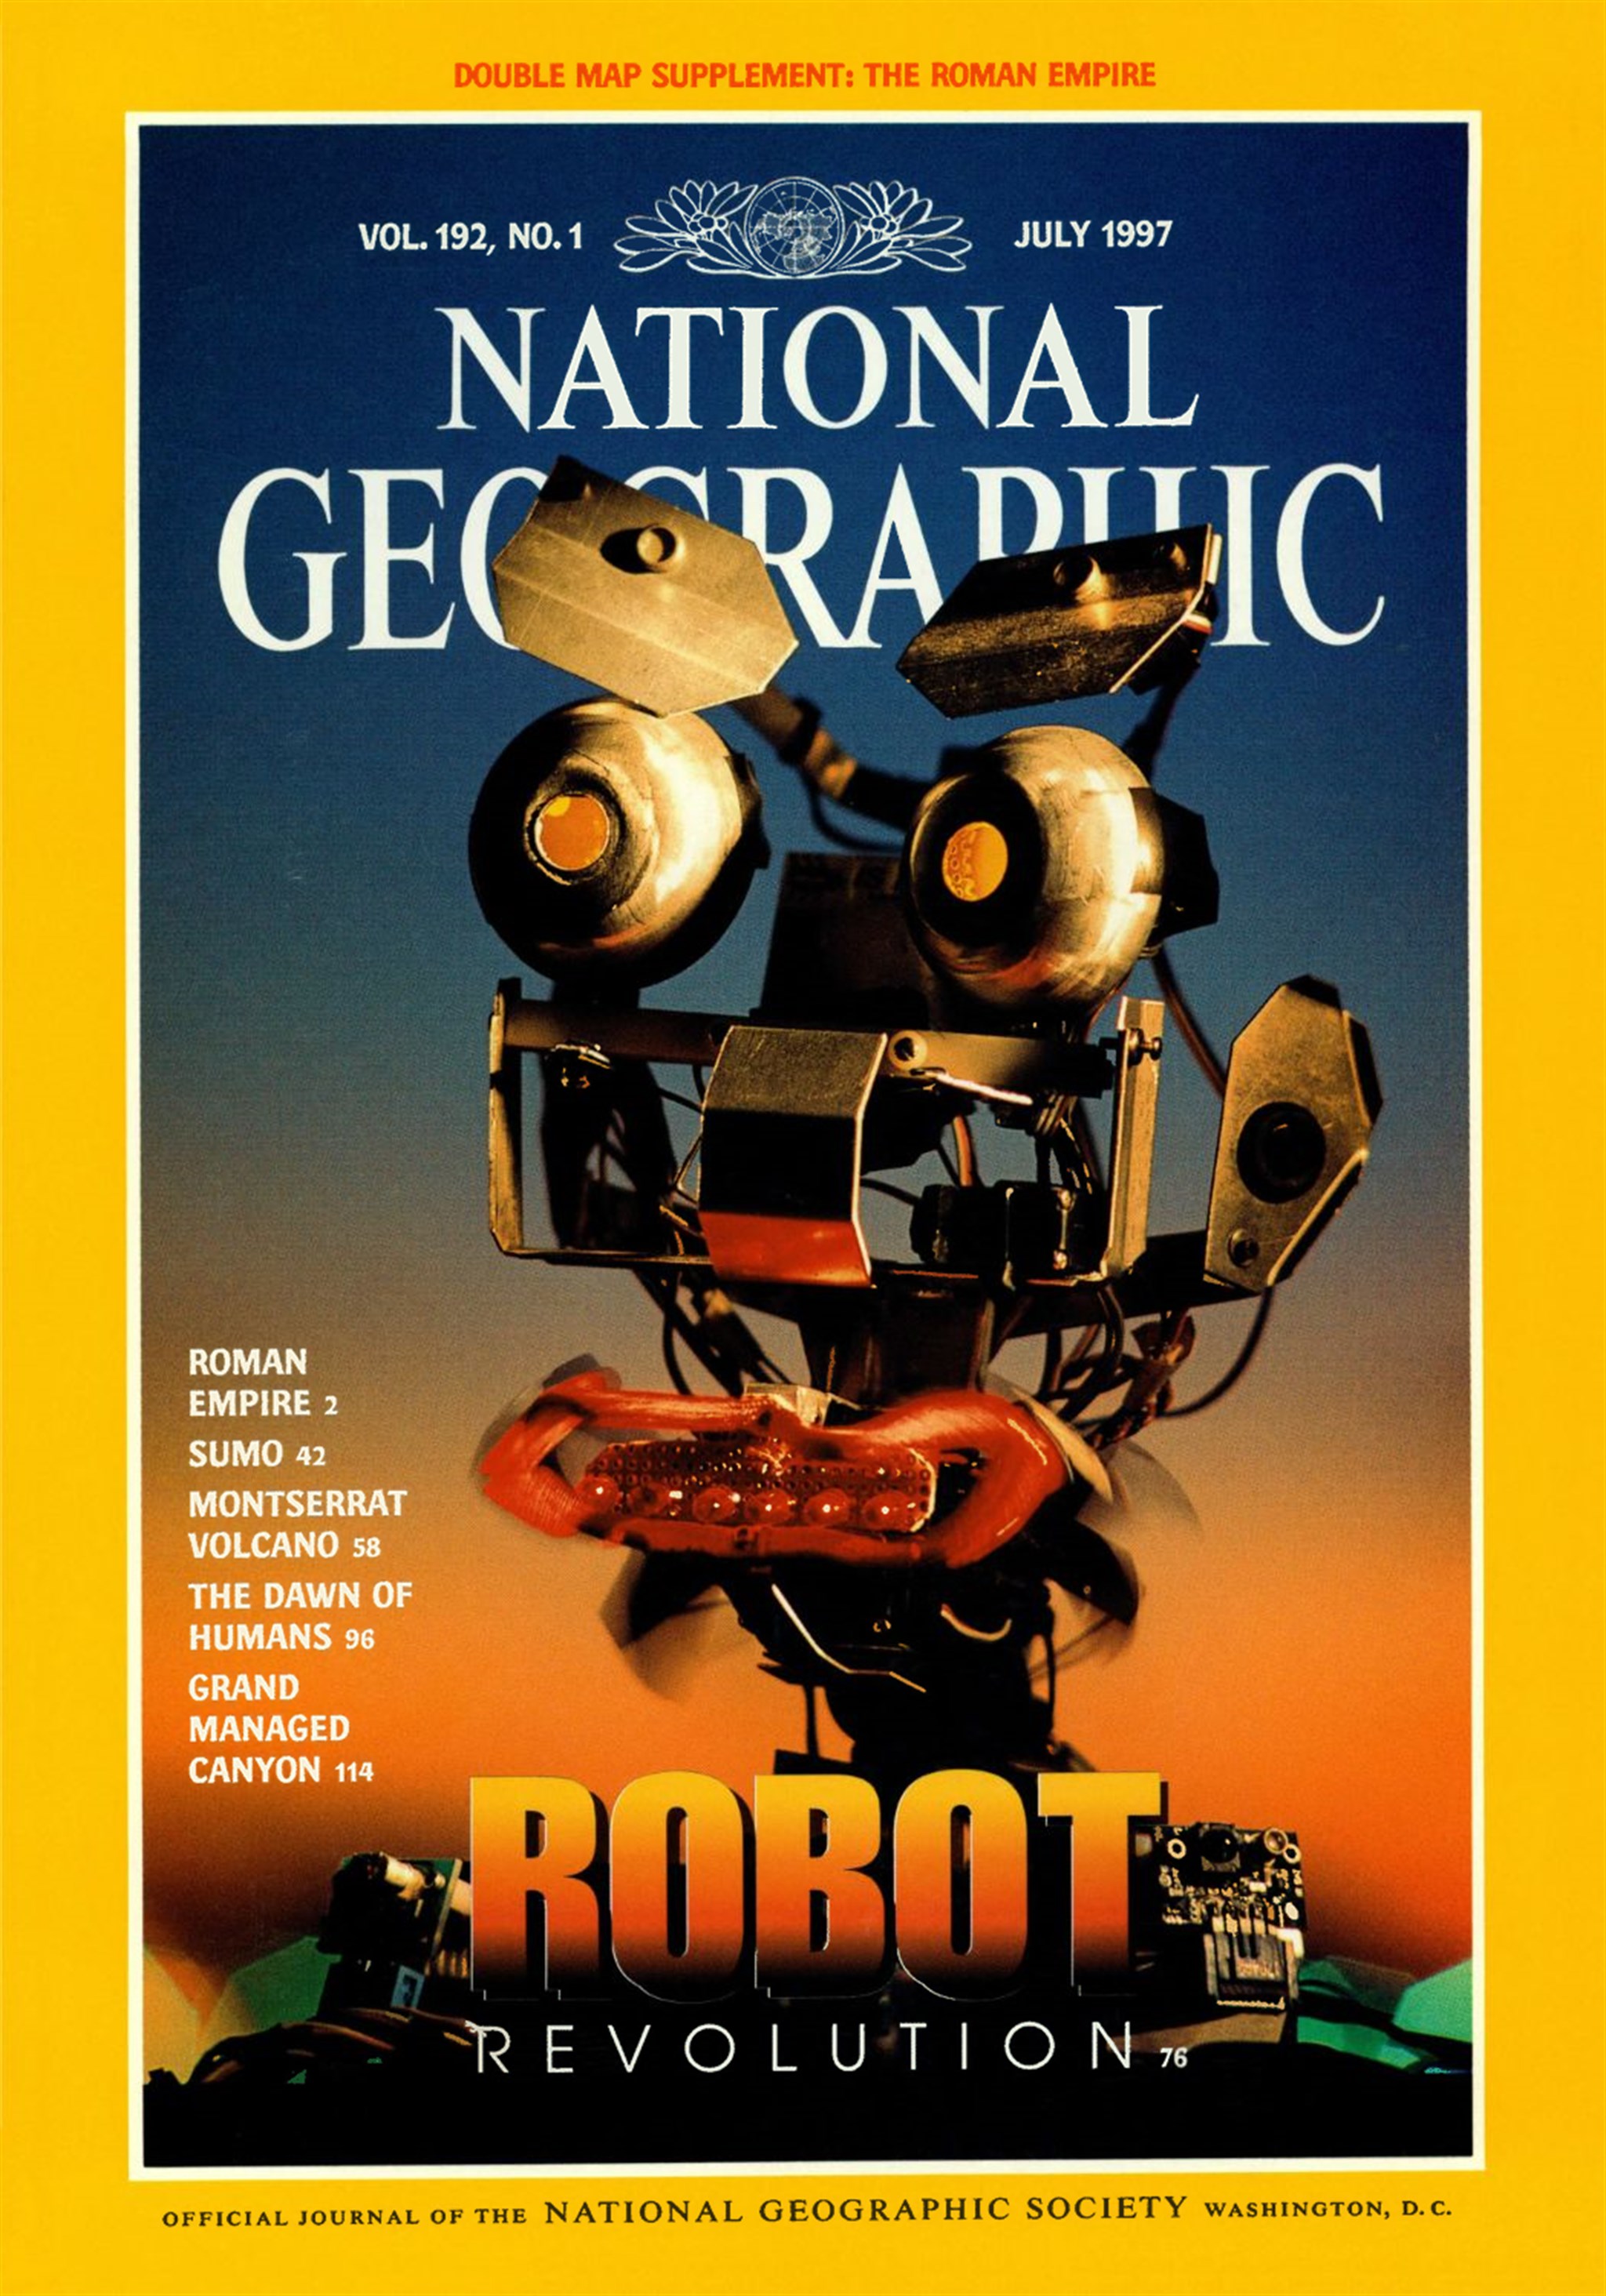 DOUBLE MAP SUPPLEMENT: THE ROMAN EMPIRE
VOL. 192, NO. 1
JULY 1997
NATIONAL
GEOGRAPHIC
ROMAN
EMPIRE 2
SUMO 42
MONTSERRAT
VOLCANO 58
THE DAWN OF
HUMANS 96
GRAND
MANAGED
CANYON 114
ROBOT
REVOLUTION 76
OFFICIAL JOURNAL OF THE NATIONAL GEOGRAPHIC SOCIETY WASHINGTON, D.C.